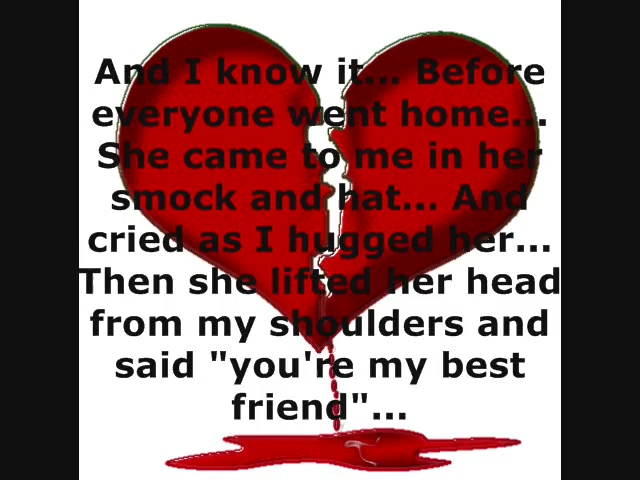 And I know it... Before
everyone went home...
She came to me in her
smock and hat... And
cried as I hugged her...
Then she lifted her head
from my shoulders and
said "you're my best
friend"...